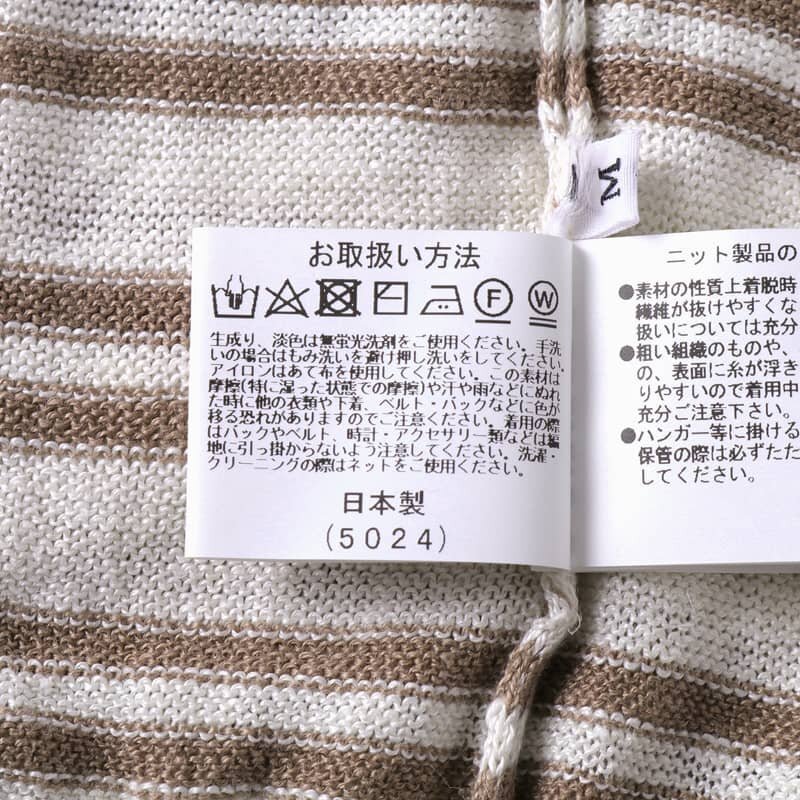 M
お取扱い方法
F
W
生成り、淡色は無蛍光洗剤をご使用ください。手洗
いの場合はもみ洗いを避け押し洗いをしてください。
アイロンはあて布を使用してください。この素材は
摩擦(特に湿った状態での摩擦)や汗や雨などにぬれ
た時に他の衣類や下着、ベルト・バックなどに色が
移る恐れがありますのでご注意ください。着用の際
はバックやベルト、時計・アクセサリー類などは編
地に引っ掛からないよう注意してください。洗濯・
クリーニングの際はネットをご使用ください。
日本製
(5024)
ニット製品の
●素材の性質上着脱時
繊維が抜けやすくな
扱いについては充分
●粗い組織のものや、
の、表面に糸が浮き
りやすいので着用中
充分ご注意下さい。
●ハンガー等に掛ける
保管の際は必ずたた
してください。